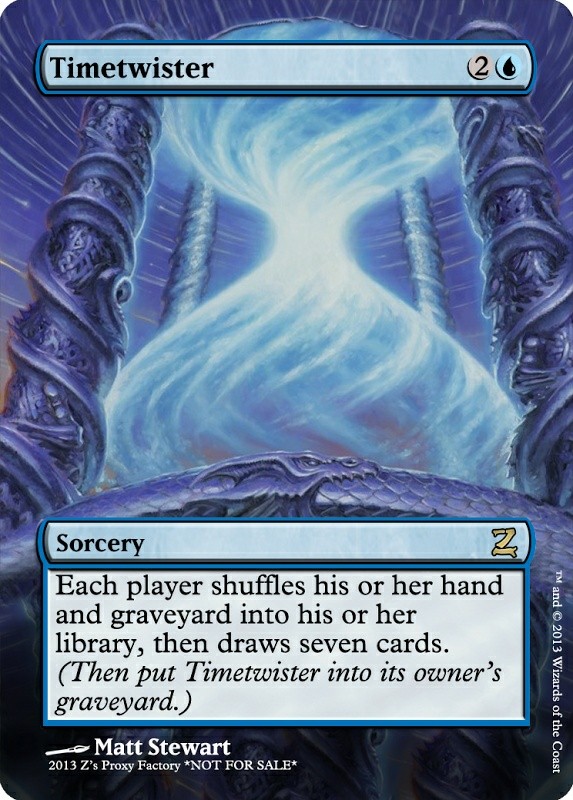 Timetwister 2
Sorcery Z
Each player shuffles his or her hand
and graveyard into his or her
library, then draws seven cards.
(Then put Timetwister into its owner's
graveyard.)
Matt Stewart
2013 Z's Proxy Factory *NOT FOR SALE*
™ and © 2013 Wizards of the Coast